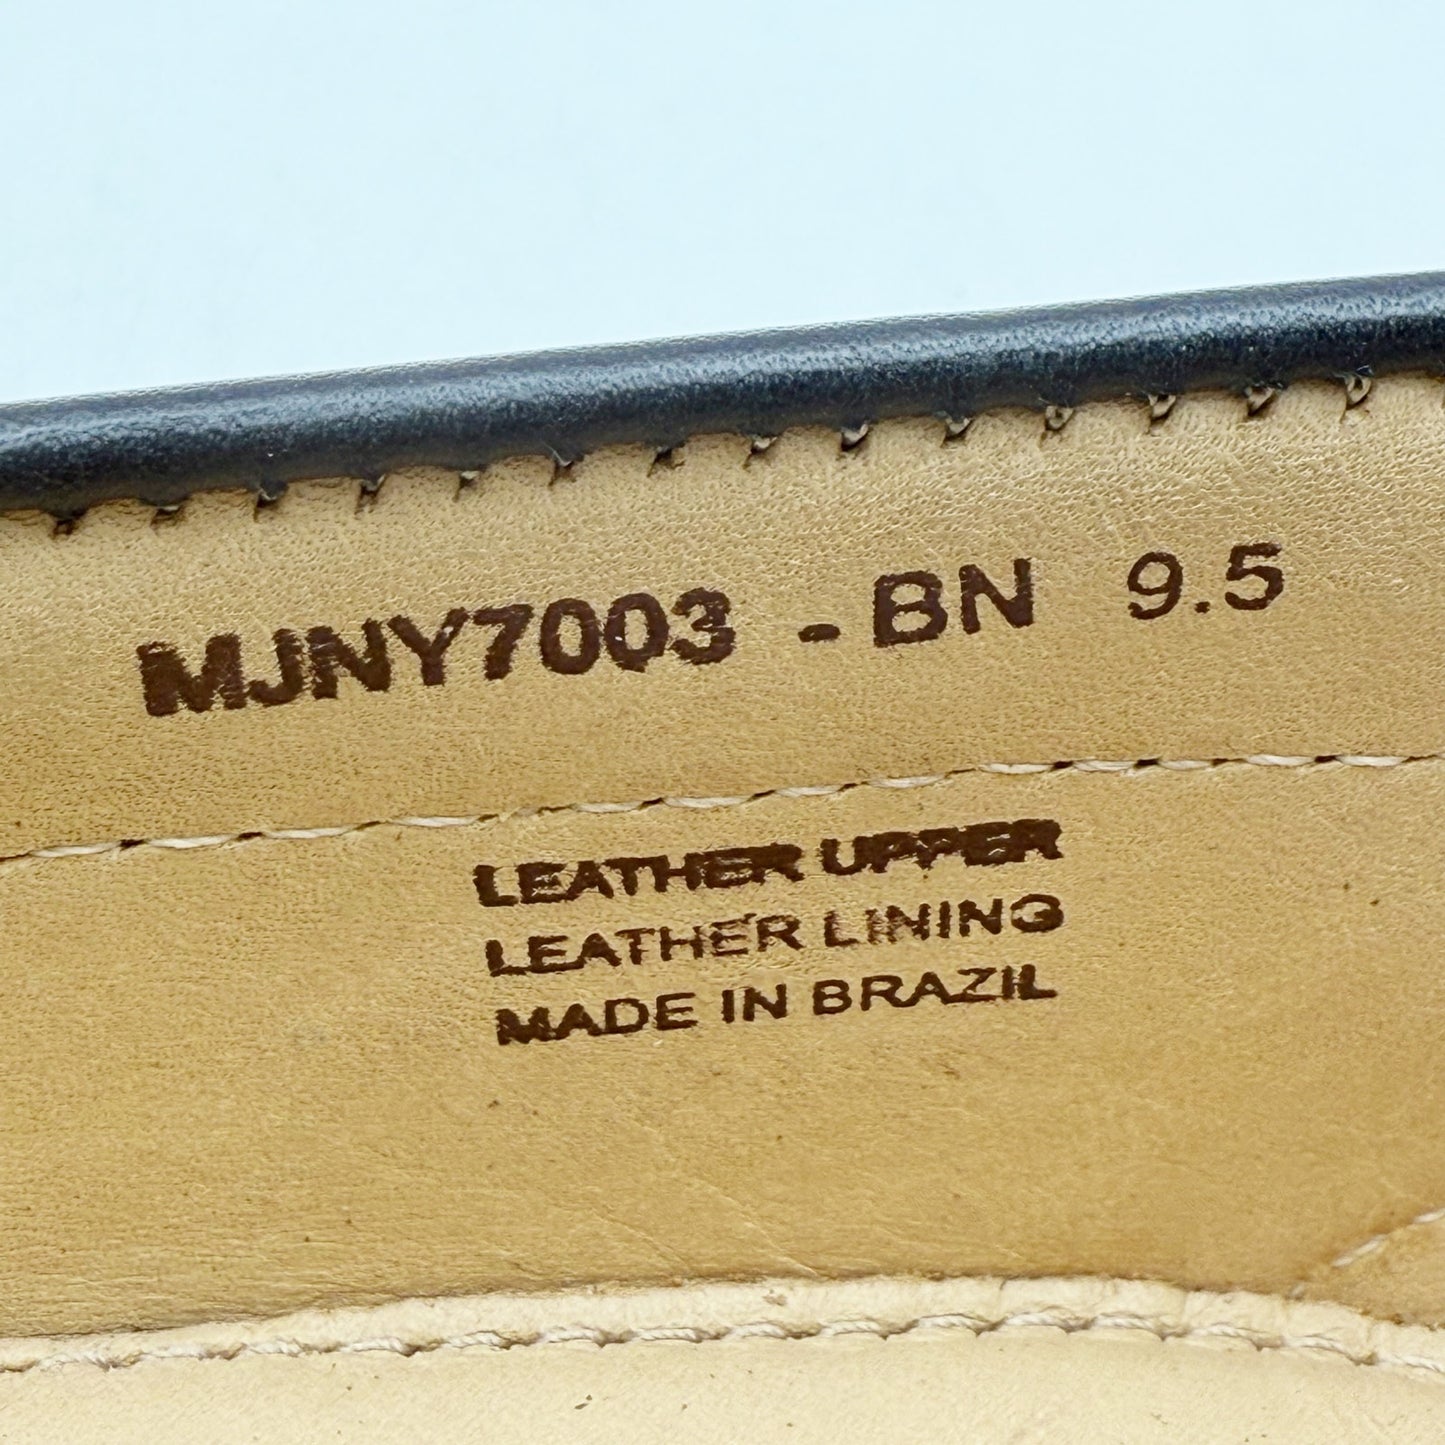 MJNY7003 - BN 9.5
LEATHER UPPER
LEATHER LINING
MADE IN BRAZIL